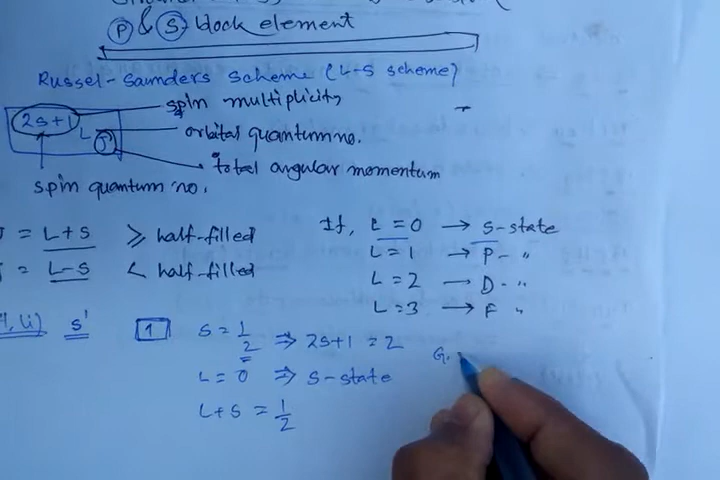 P & S- block element
Russel-Saunders Scheme (L-S scheme)
2s+1 L J
spin multiplicity
orbital quantum no.
total angular momentum
spin quantum no.
J = L+S ≥ half-filled
= L-S < half-filled
If, L=0 → S-state
L=1 → P- "
L=2 → D- "
L=3 → F "
Li) s¹ 1 S = 1/2 ⇒ 2S+1 = 2
L = 0 ⇒ S-state
L+S = 1/2
G.